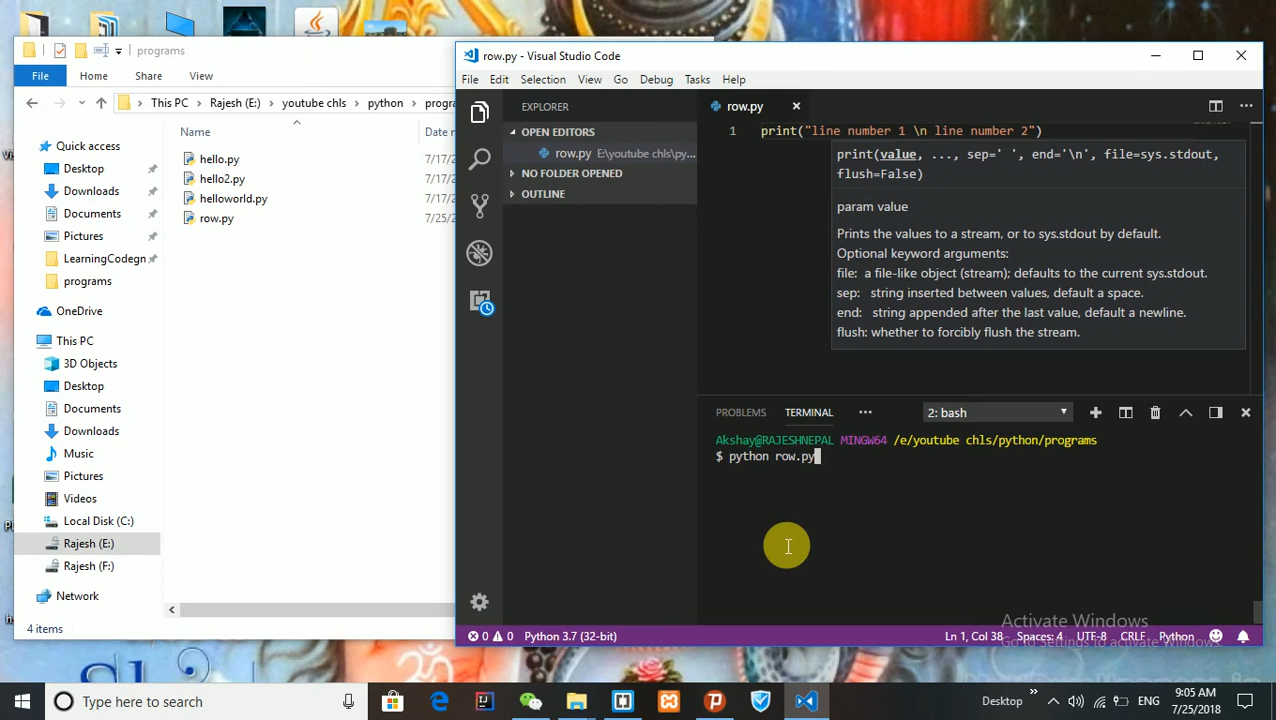 programs
File
Home
Share
View
This PC
Rajesh (E:)
youtube chls
python
Name
Quick access
Desktop
Downloads
Documents
Pictures
programs
OneDrive
This PC
3D Objects
Desktop
Documents
Downloads
Music
Pictures
Videos
Local Disk (C:)
Rajesh (E:)
Rajesh (F:)
Network
hello.py
hello2.py
helloworld.py
row.py
4 items
row.py - Visual Studio Code
File Edit Selection View Go Debug Tasks Help
EXPLORER
OPEN EDITORS
row.py E\youtube chls\py...
NO FOLDER OPENED
OUTLINE
row.py
1 print("line number 1 \n line number 2")
print(value, ..., sep=' ', end='\n', file=sys.stdout,
flush=False)
param value
Prints the values to a stream, or to sys.stdout by default.
Optional keyword arguments:
file: a file-like object (stream); defaults to the current sys.stdout.
sep: string inserted between values, default a space.
end: string appended after the last value, default a newline.
flush: whether to forcibly flush the stream.
PROBLEMS TERMINAL ... 2: bash
Akshay@RAJESHNEPAL MINGW64 /e/youtube chls/python/programs
$ python row.py
Activate Windows
Go to Settings to activate Windows.
0 0 Python 3.7 (32-bit)
Ln 1, Col 38 Spaces: 4 UTF-8 CRLF Python
Type here to search
Desktop
ENG
9:05 AM
7/25/2018